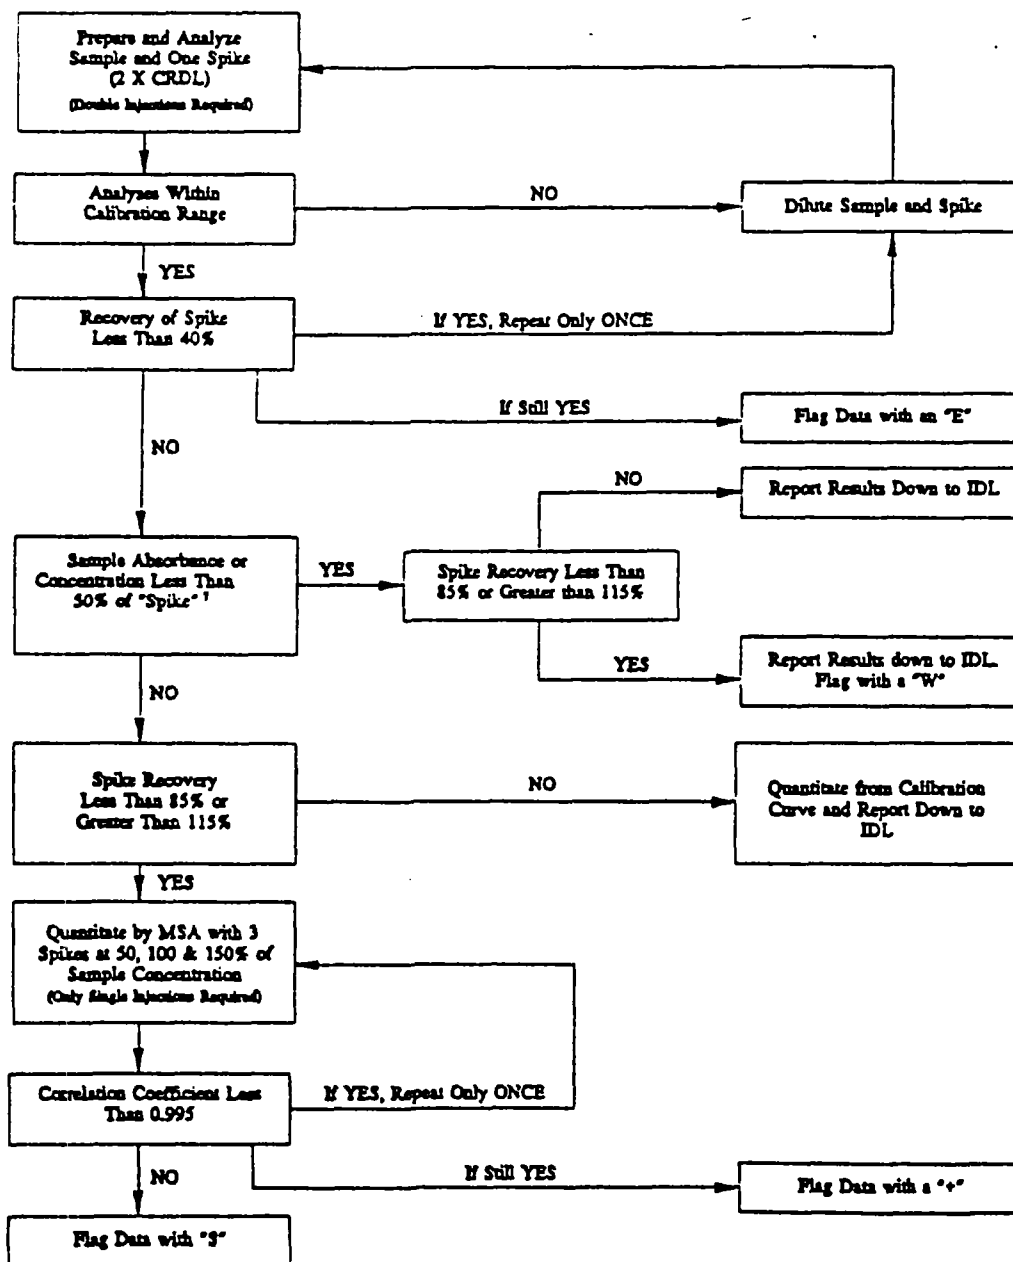 Prepare and Analyze
Sample and One Spike
(2 X CRDL)
(Double Injections Required)
Analyses Within
Calibration Range
NO
Dilute Sample and Spike
YES
Recovery of Spike
Less Than 40%
If YES, Repeat Only ONCE
If Still YES
Flag Data with an "E"
NO
NO
Report Results Down to IDL
Sample Absorbance or
Concentration Less Than
50% of "Spike" 1
YES
Spike Recovery Less Than
85% or Greater than 115%
YES
Report Results down to IDL.
Flag with a "W"
NO
Spike Recovery
Less Than 85% or
Greater Than 115%
NO
Quantitate from Calibration
Curve and Report Down to
IDL
YES
Quantitate by MSA with 3
Spikes at 50, 100 & 150% of
Sample Concentration
(Only Single Injections Required)
Correlation Coefficient Less
Than 0.995
If YES, Repeat Only ONCE
NO
If Still YES
Flag Data with a "+"
Flag Data with "S"